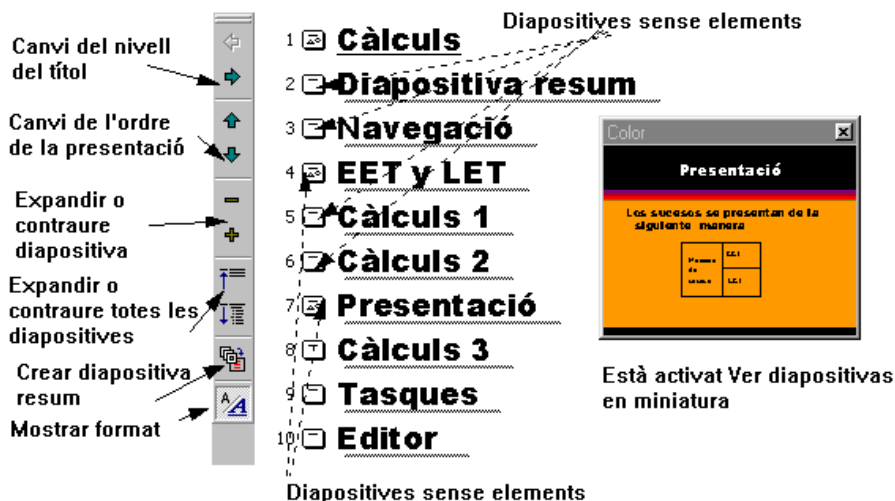 Diapositives sense elements
Canvi del nivell
del títol
Canvi de l'ordre
de la presentació
Expandir o
contraure
diapositiva
Expandir o
contraure totes les
diapositives
Crear diapositiva
resum
Mostrar format
1 Càlculs
2 Diapositiva resum
3 Navegació
4 EET y LET
5 Càlculs 1
6 Càlculs 2
7 Presentació
8 Càlculs 3
9 Tasques
10 Editor
Color
Presentació
Los sucesos se presentan de la
siguiente manera
Està activat Ver diapositivas
en miniatura
Diapositives sense elements